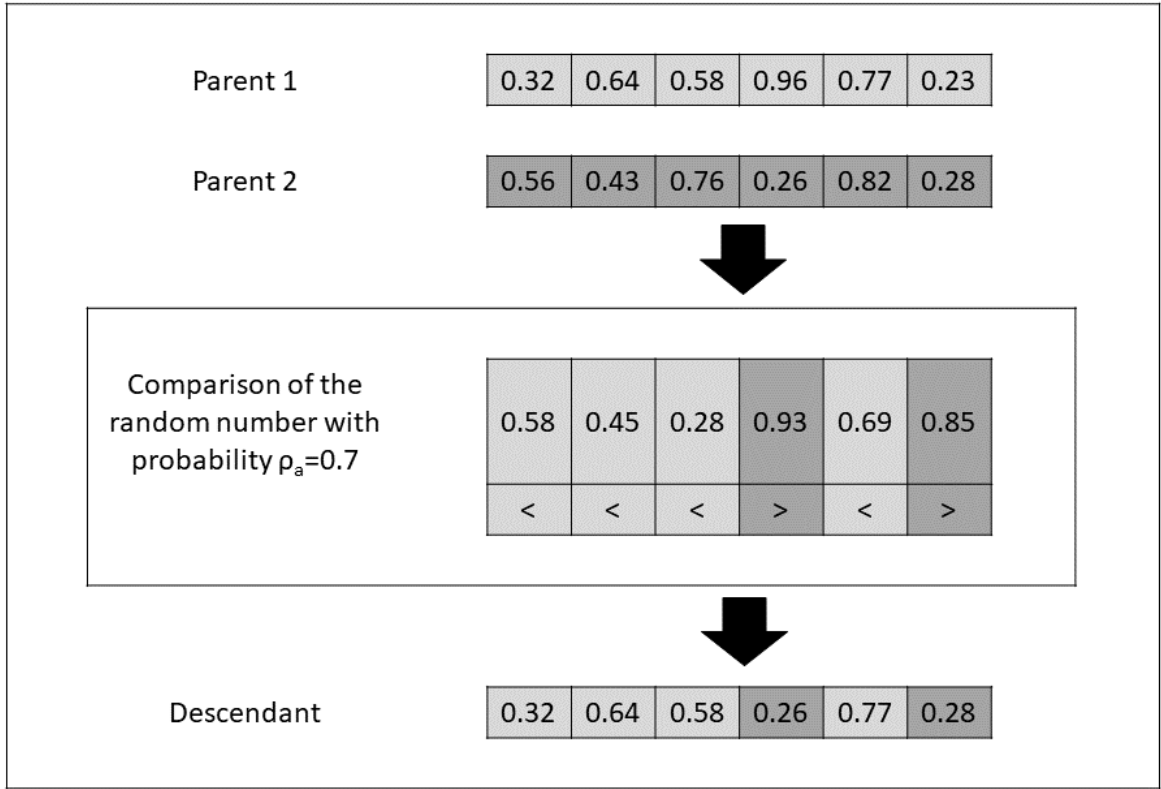 Parent 1 0.32 0.64 0.58 0.96 0.77 0.23
Parent 2 0.56 0.43 0.76 0.26 0.82 0.28
Comparison of the
random number with
probability ρₐ=0.7
0.58 0.45 0.28 0.93 0.69 0.85
< < < > < >
Descendant 0.32 0.64 0.58 0.26 0.77 0.28